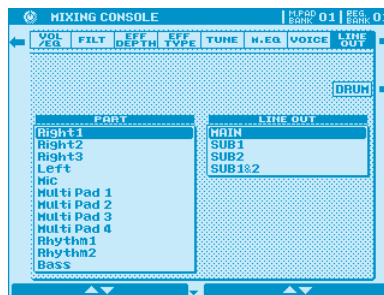 MIXING CONSOLE
M.PAD BANK 01
REG. BANK 0
VOL /EQ
FILT
EFF DEPTH
EFF TYPE
TUNE
M.EQ
VOICE
LINE OUT
DRUM
PART
Right1
Right2
Right3
Left
Mic
Multi Pad 1
Multi Pad 2
Multi Pad 3
Multi Pad 4
Rhythm1
Rhythm2
Bass
LINE OUT
MAIN
SUB1
SUB2
SUB1&2